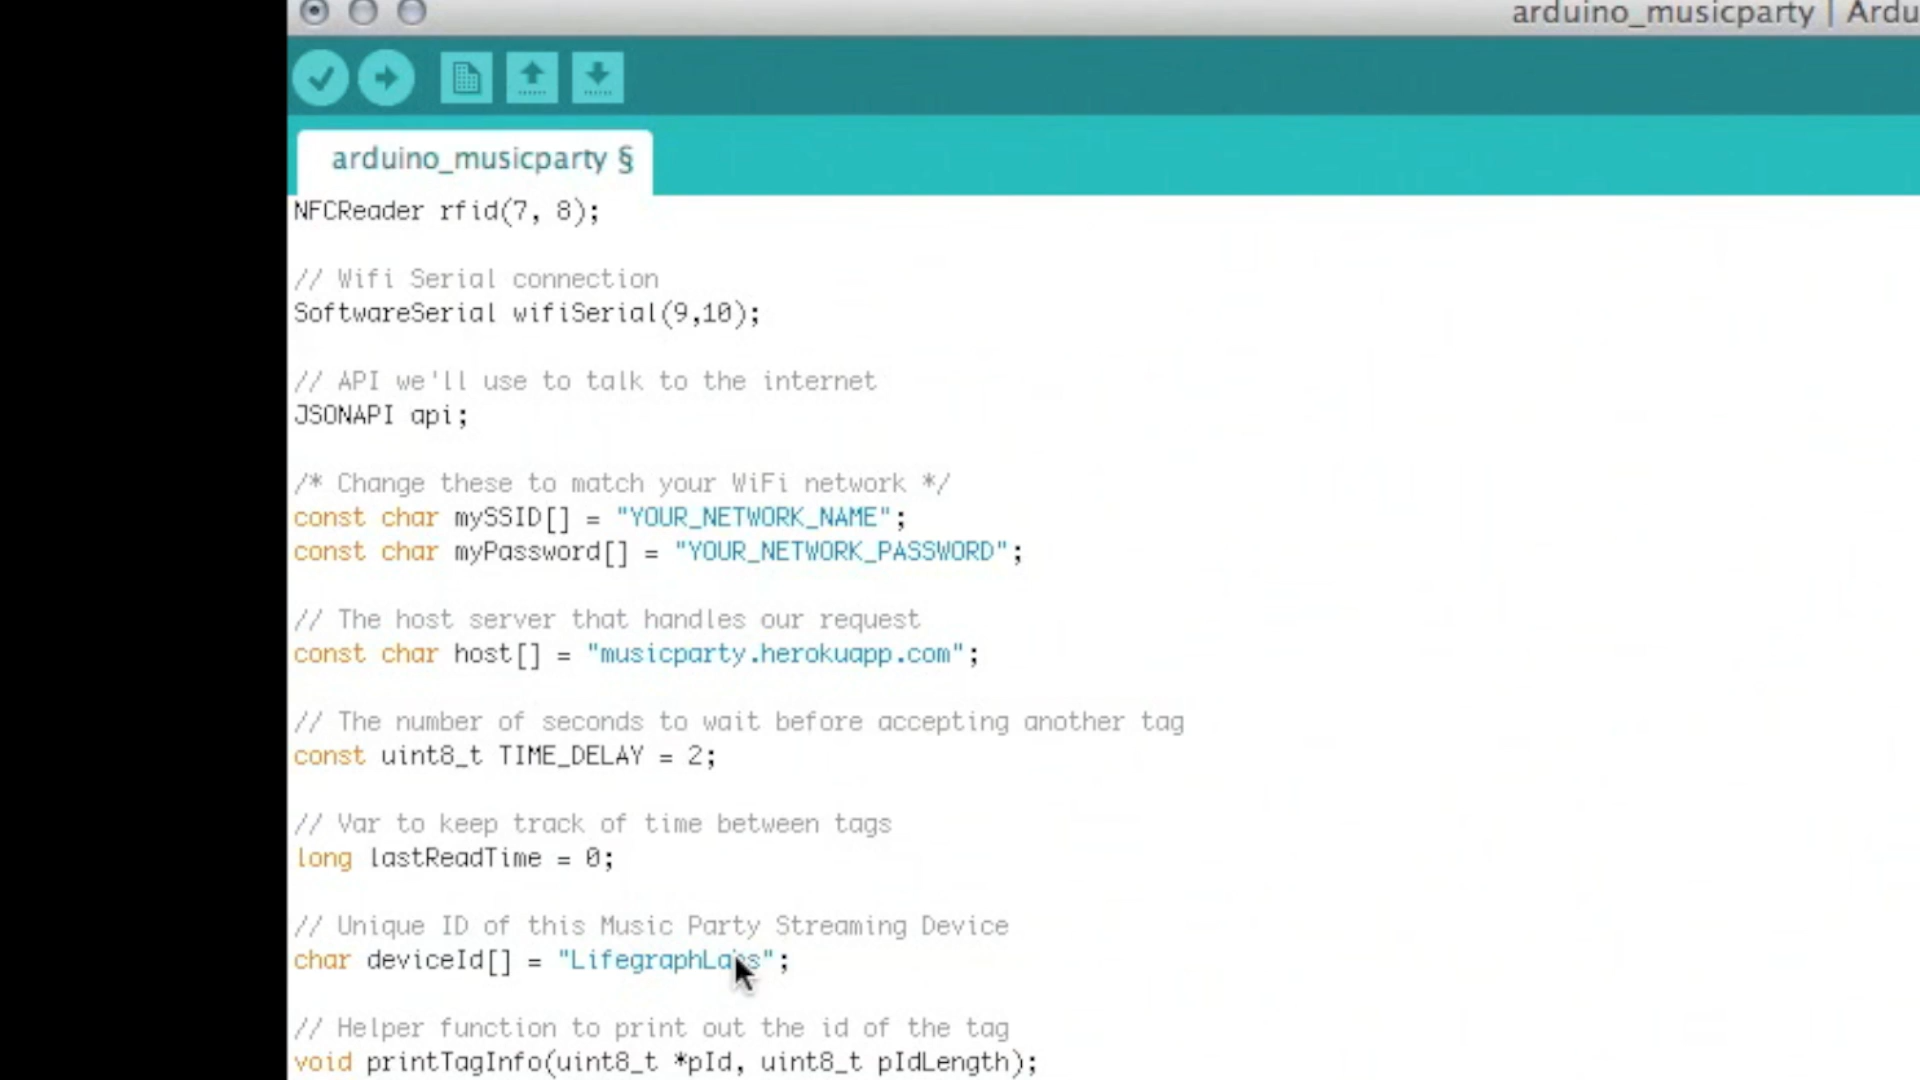 arduino_musicparty | Ardu
arduino_musicparty §
NFCReader rfid(7, 8);
// Wifi Serial connection
SoftwareSerial wifiSerial(9,10);
// API we'll use to talk to the internet
JSONAPI api;
/* Change these to match your WiFi network */
const char mySSID[] = "YOUR_NETWORK_NAME";
const char myPassword[] = "YOUR_NETWORK_PASSWORD";
// The host server that handles our request
const char host[] = "musicparty.herokuapp.com";
// The number of seconds to wait before accepting another tag
const uint8_t TIME_DELAY = 2;
// Var to keep track of time between tags
long lastReadTime = 0;
// Unique ID of this Music Party Streaming Device
char deviceId[] = "LifegraphLabs";
// Helper function to print out the id of the tag
void printTagInfo(uint8_t *pId, uint8_t pIdLength);